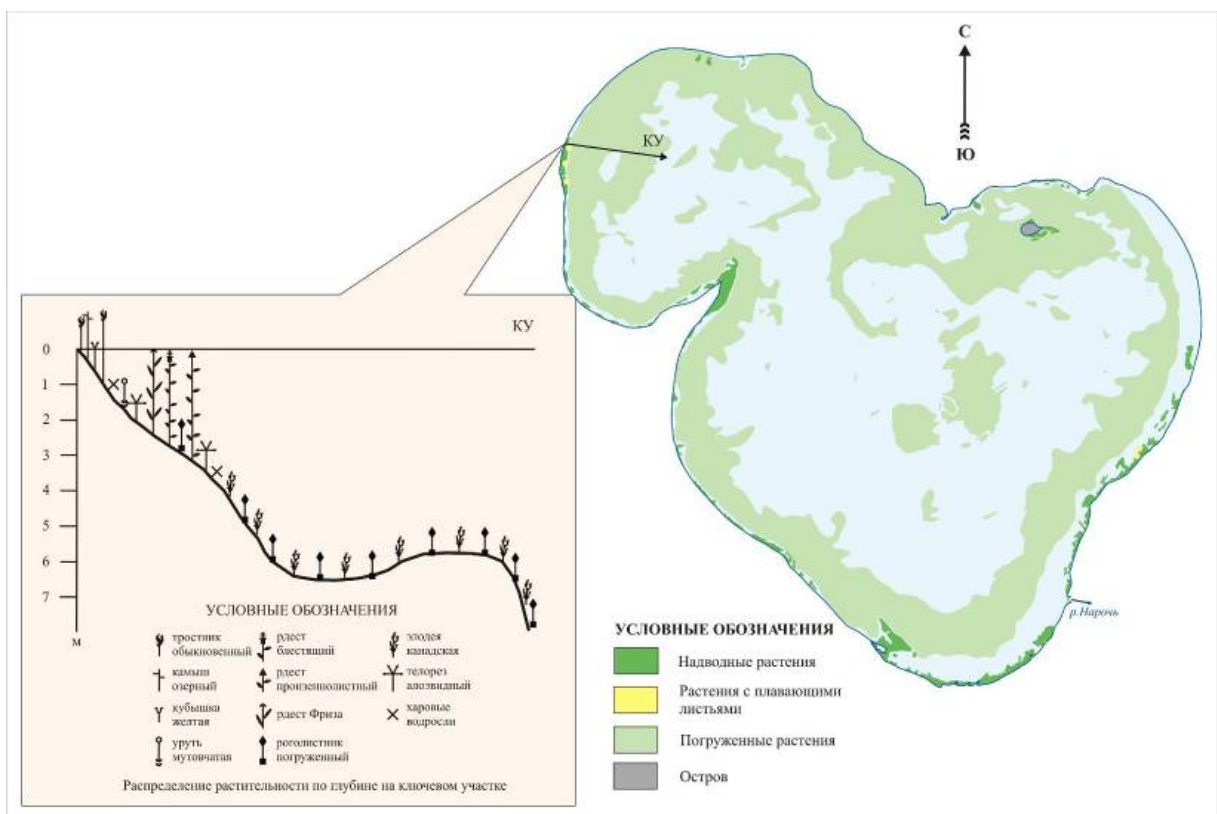 С
Ю
КУ
КУ
0
1
2
3
4
5
6
7
м
УСЛОВНЫЕ ОБОЗНАЧЕНИЯ
тростник
обыкновенный
камыш
озерный
кубышка
желтая
уруть
мутовчатая
рдест
блестящий
рдест
пронзеннолистный
рдест Фриза
роголистник
погруженный
элодея
канадская
телорез
алоэвидный
харовые
водросли
Распределение растительности по глубине на ключевом участке
р.Нарочь
УСЛОВНЫЕ ОБОЗНАЧЕНИЯ
Надводные растения
Растения с плавающими
листьями
Погруженные растения
Остров